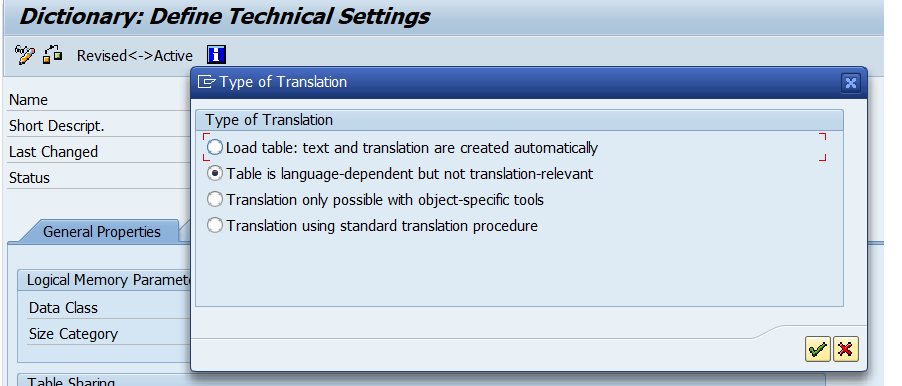 Dictionary: Define Technical Settings
Revised<->Active
Type of Translation
Name
Short Descript.
Last Changed
Status
Type of Translation
Load table: text and translation are created automatically
Table is language-dependent but not translation-relevant
Translation only possible with object-specific tools
Translation using standard translation procedure
General Properties
Logical Memory Paramete
Data Class
Size Category
Table Sharing